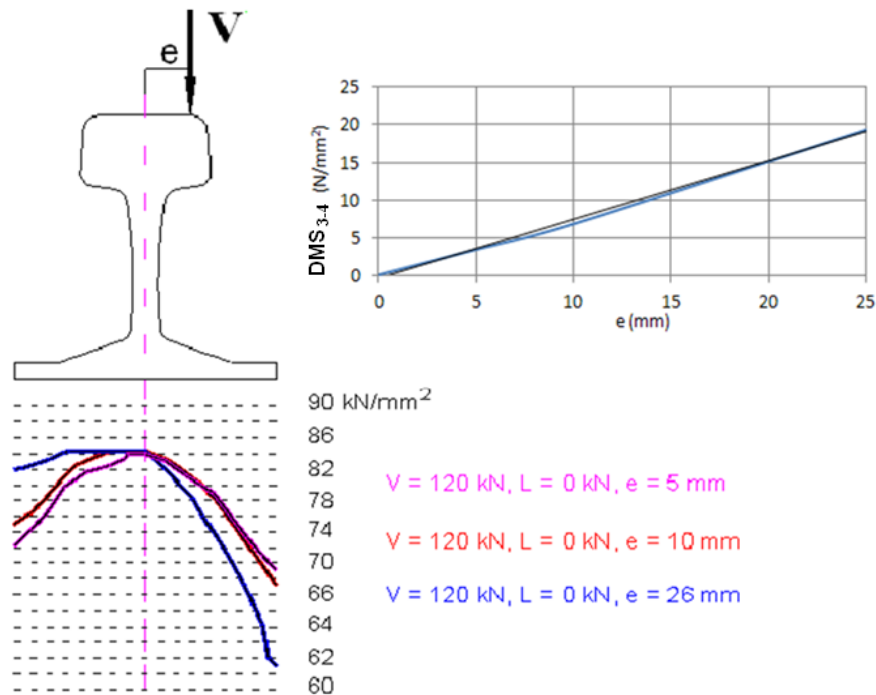 V
e
25
20
15
10
5
0
DMS3-4 (N/mm²)
0 5 10 15 20 25
e (mm)
90 kN/mm²
86
82
78
74
70
66
64
62
60
V = 120 kN, L = 0 kN, e = 5 mm
V = 120 kN, L = 0 kN, e = 10 mm
V = 120 kN, L = 0 kN, e = 26 mm